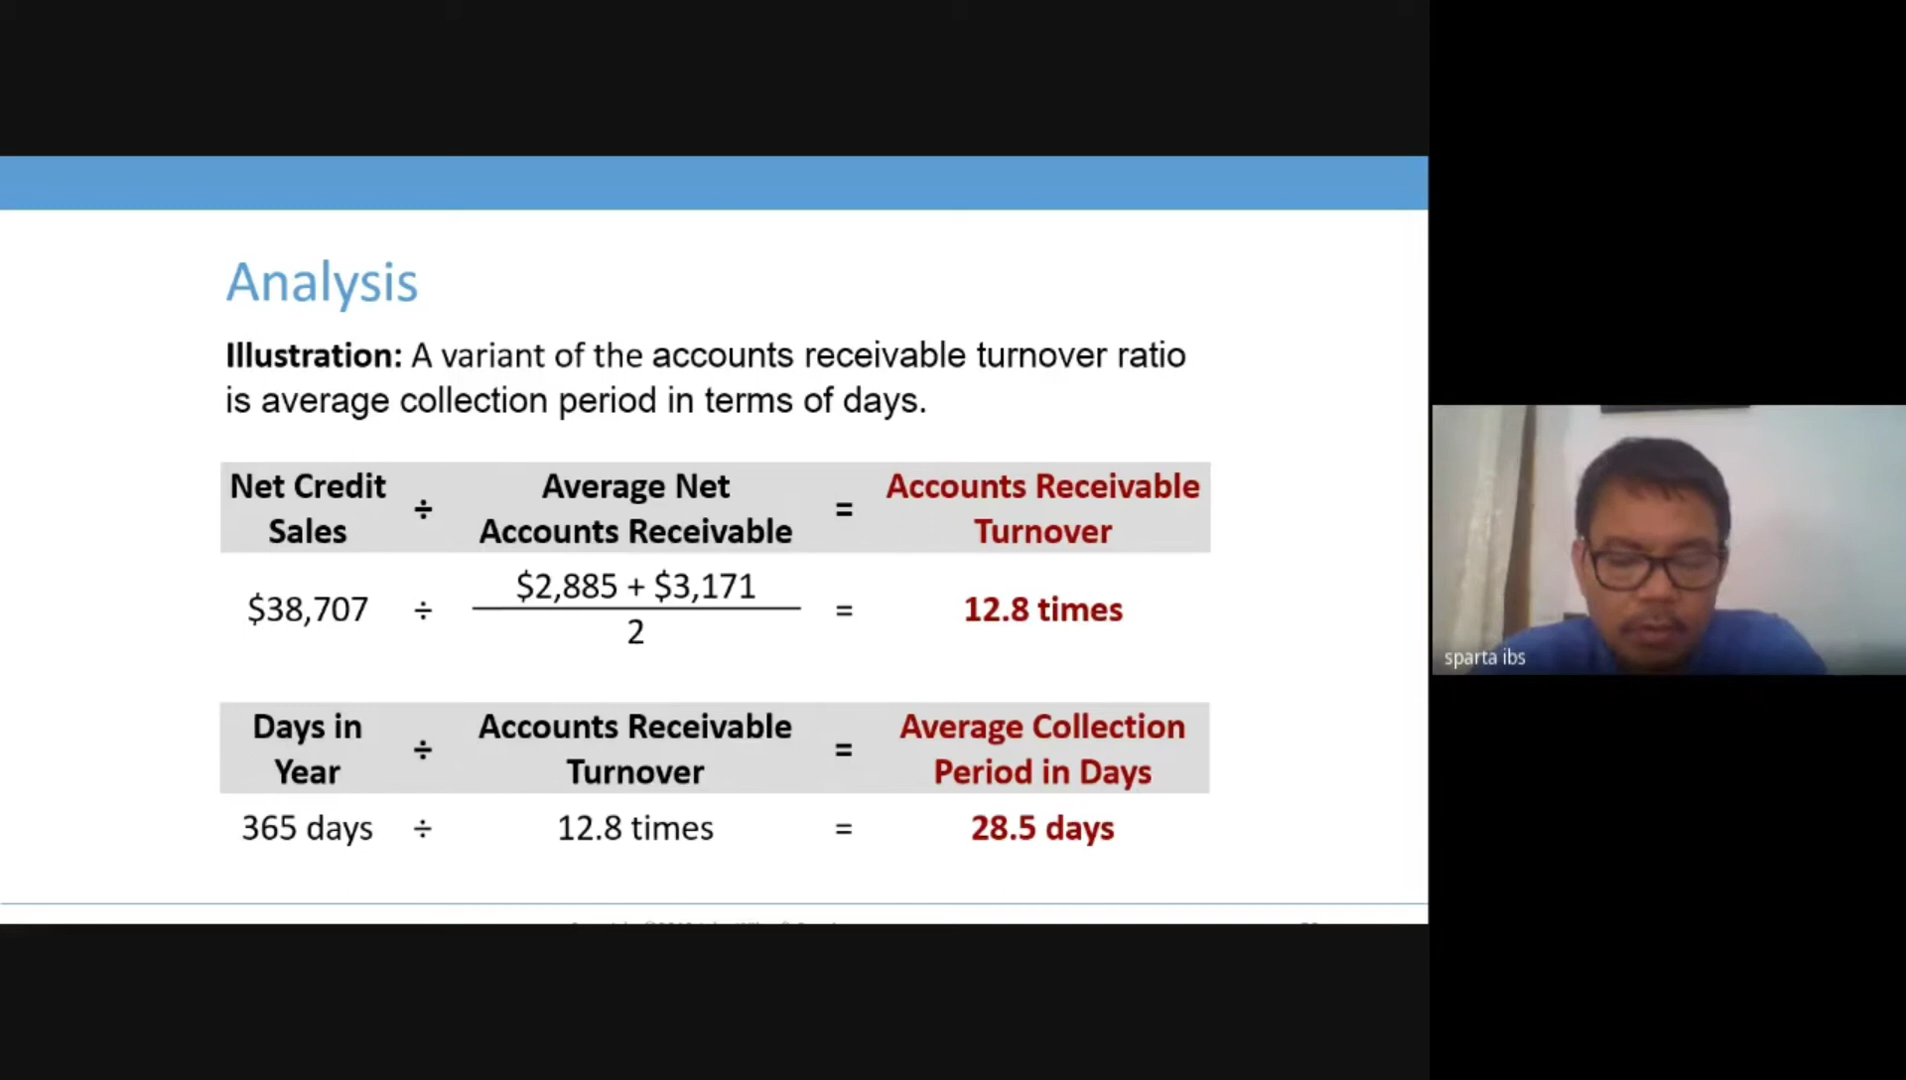 Analysis
Illustration: A variant of the accounts receivable turnover ratio
is average collection period in terms of days.
Net Credit Sales ÷ Average Net Accounts Receivable = Accounts Receivable Turnover
$38,707 ÷ $2,885 + $3,171 / 2 = 12.8 times
Days in Year ÷ Accounts Receivable Turnover = Average Collection Period in Days
365 days ÷ 12.8 times = 28.5 days
sparta ibs